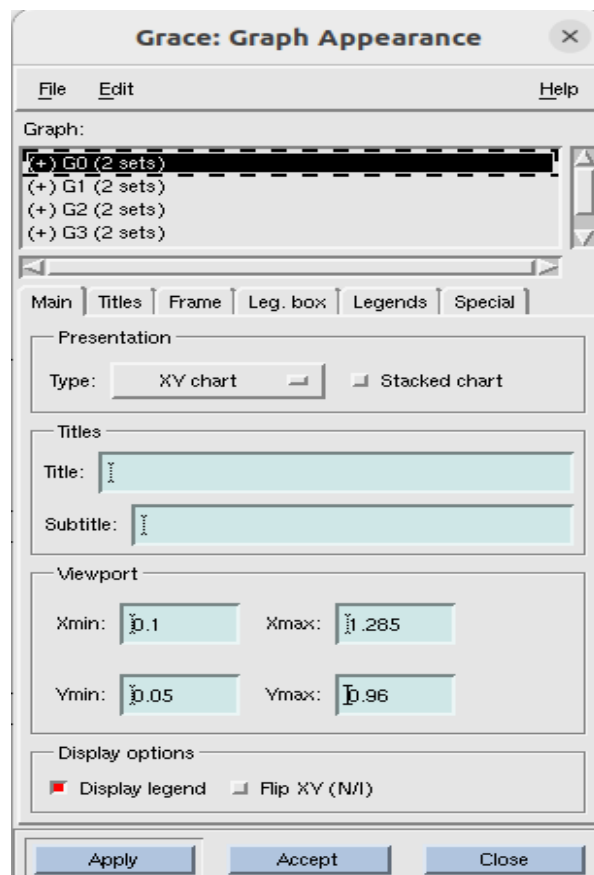 Grace: Graph Appearance
File Edit Help
Graph:
(+) G0 (2 sets)
(+) G1 (2 sets)
(+) G2 (2 sets)
(+) G3 (2 sets)
Main Titles Frame Leg. box Legends Special
Presentation
Type: XY chart Stacked chart
Titles
Title:
Subtitle:
Viewport
Xmin: 0.1 Xmax: 1.285
Ymin: 0.05 Ymax: 0.96
Display options
Display legend Flip XY (N/I)
Apply Accept Close